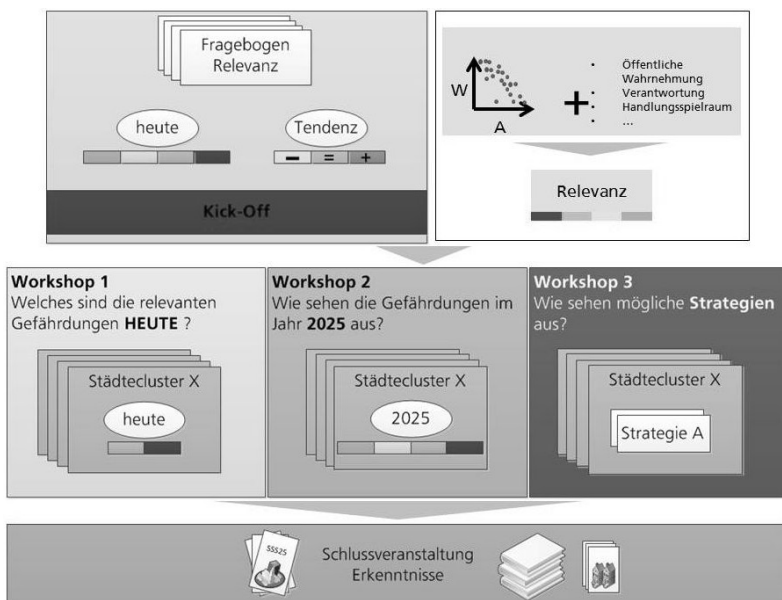 Fragebogen
Relevanz
heute
Tendenz
− = +
Kick-Off
W
A
+
• Öffentliche
Wahrnehmung
• Verantwortung
• Handlungsspielraum
• ...
Relevanz
Workshop 1
Welches sind die relevanten
Gefährdungen HEUTE ?
Städtecluster X
heute
Workshop 2
Wie sehen die Gefährdungen im
Jahr 2025 aus?
Städtecluster X
2025
Workshop 3
Wie sehen mögliche Strategien
aus?
Städtecluster X
Strategie A
SSS25
Schlussveranstaltung
Erkenntnisse